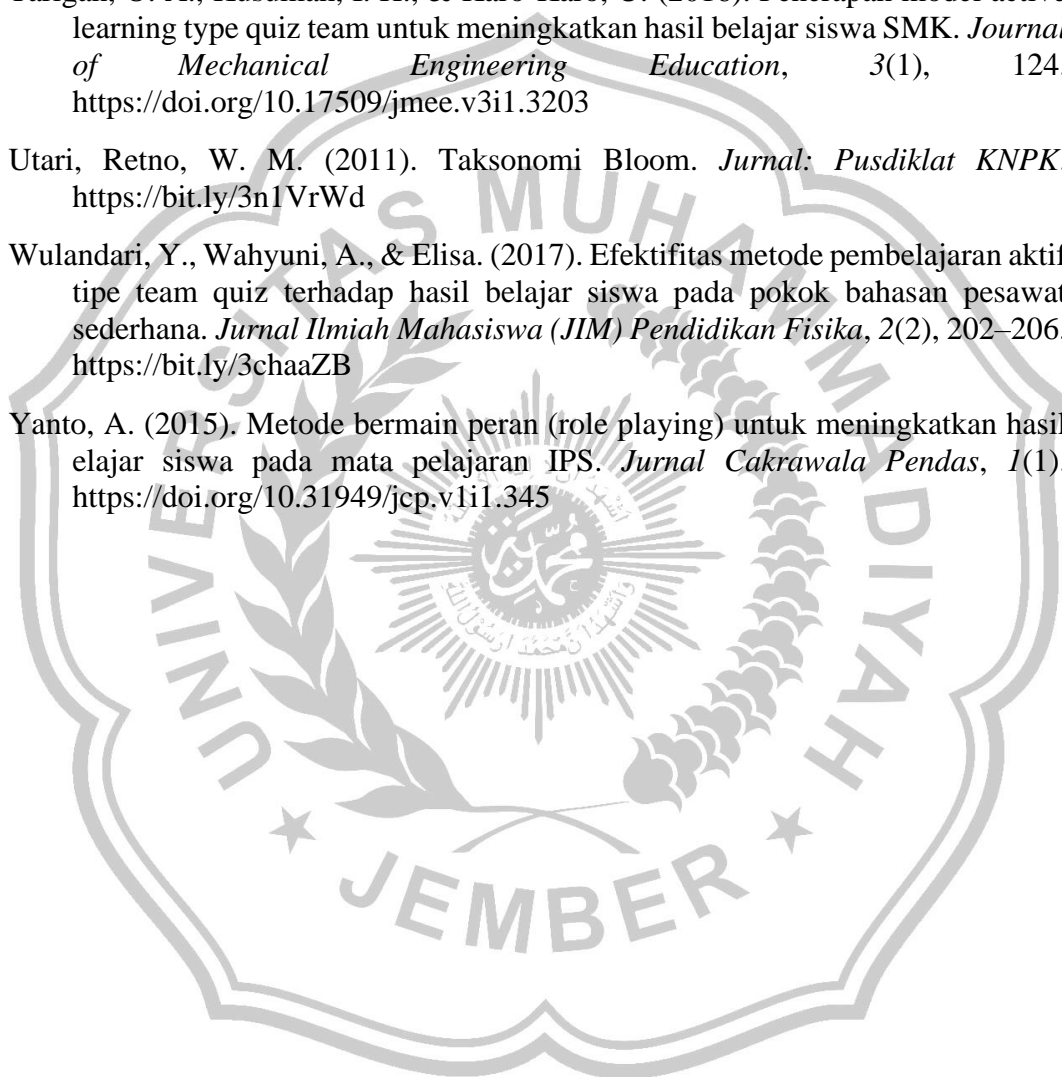 learning type quiz team untuk meningkatkan hasil belajar siswa SMK. Journal
of Mechanical Engineering Education, 3(1), 124.
https://doi.org/10.17509/jmee.v3i1.3203
Utari, Retno, W. M. (2011). Taksonomi Bloom. Jurnal: Pusdiklat KNPK.
https://bit.ly/3n1VrWd
Wulandari, Y., Wahyuni, A., & Elisa. (2017). Efektifitas metode pembelajaran aktif
tipe team quiz terhadap hasil belajar siswa pada pokok bahasan pesawat
sederhana. Jurnal Ilmiah Mahasiswa (JIM) Pendidikan Fisika, 2(2), 202–206.
https://bit.ly/3chaaZB
Yanto, A. (2015). Metode bermain peran (role playing) untuk meningkatkan hasil
elajar siswa pada mata pelajaran IPS. Jurnal Cakrawala Pendas, 1(1).
https://doi.org/10.31949/jcp.v1i1.345
UNIVERSITAS MUHAMMADIYAH
JEMBER